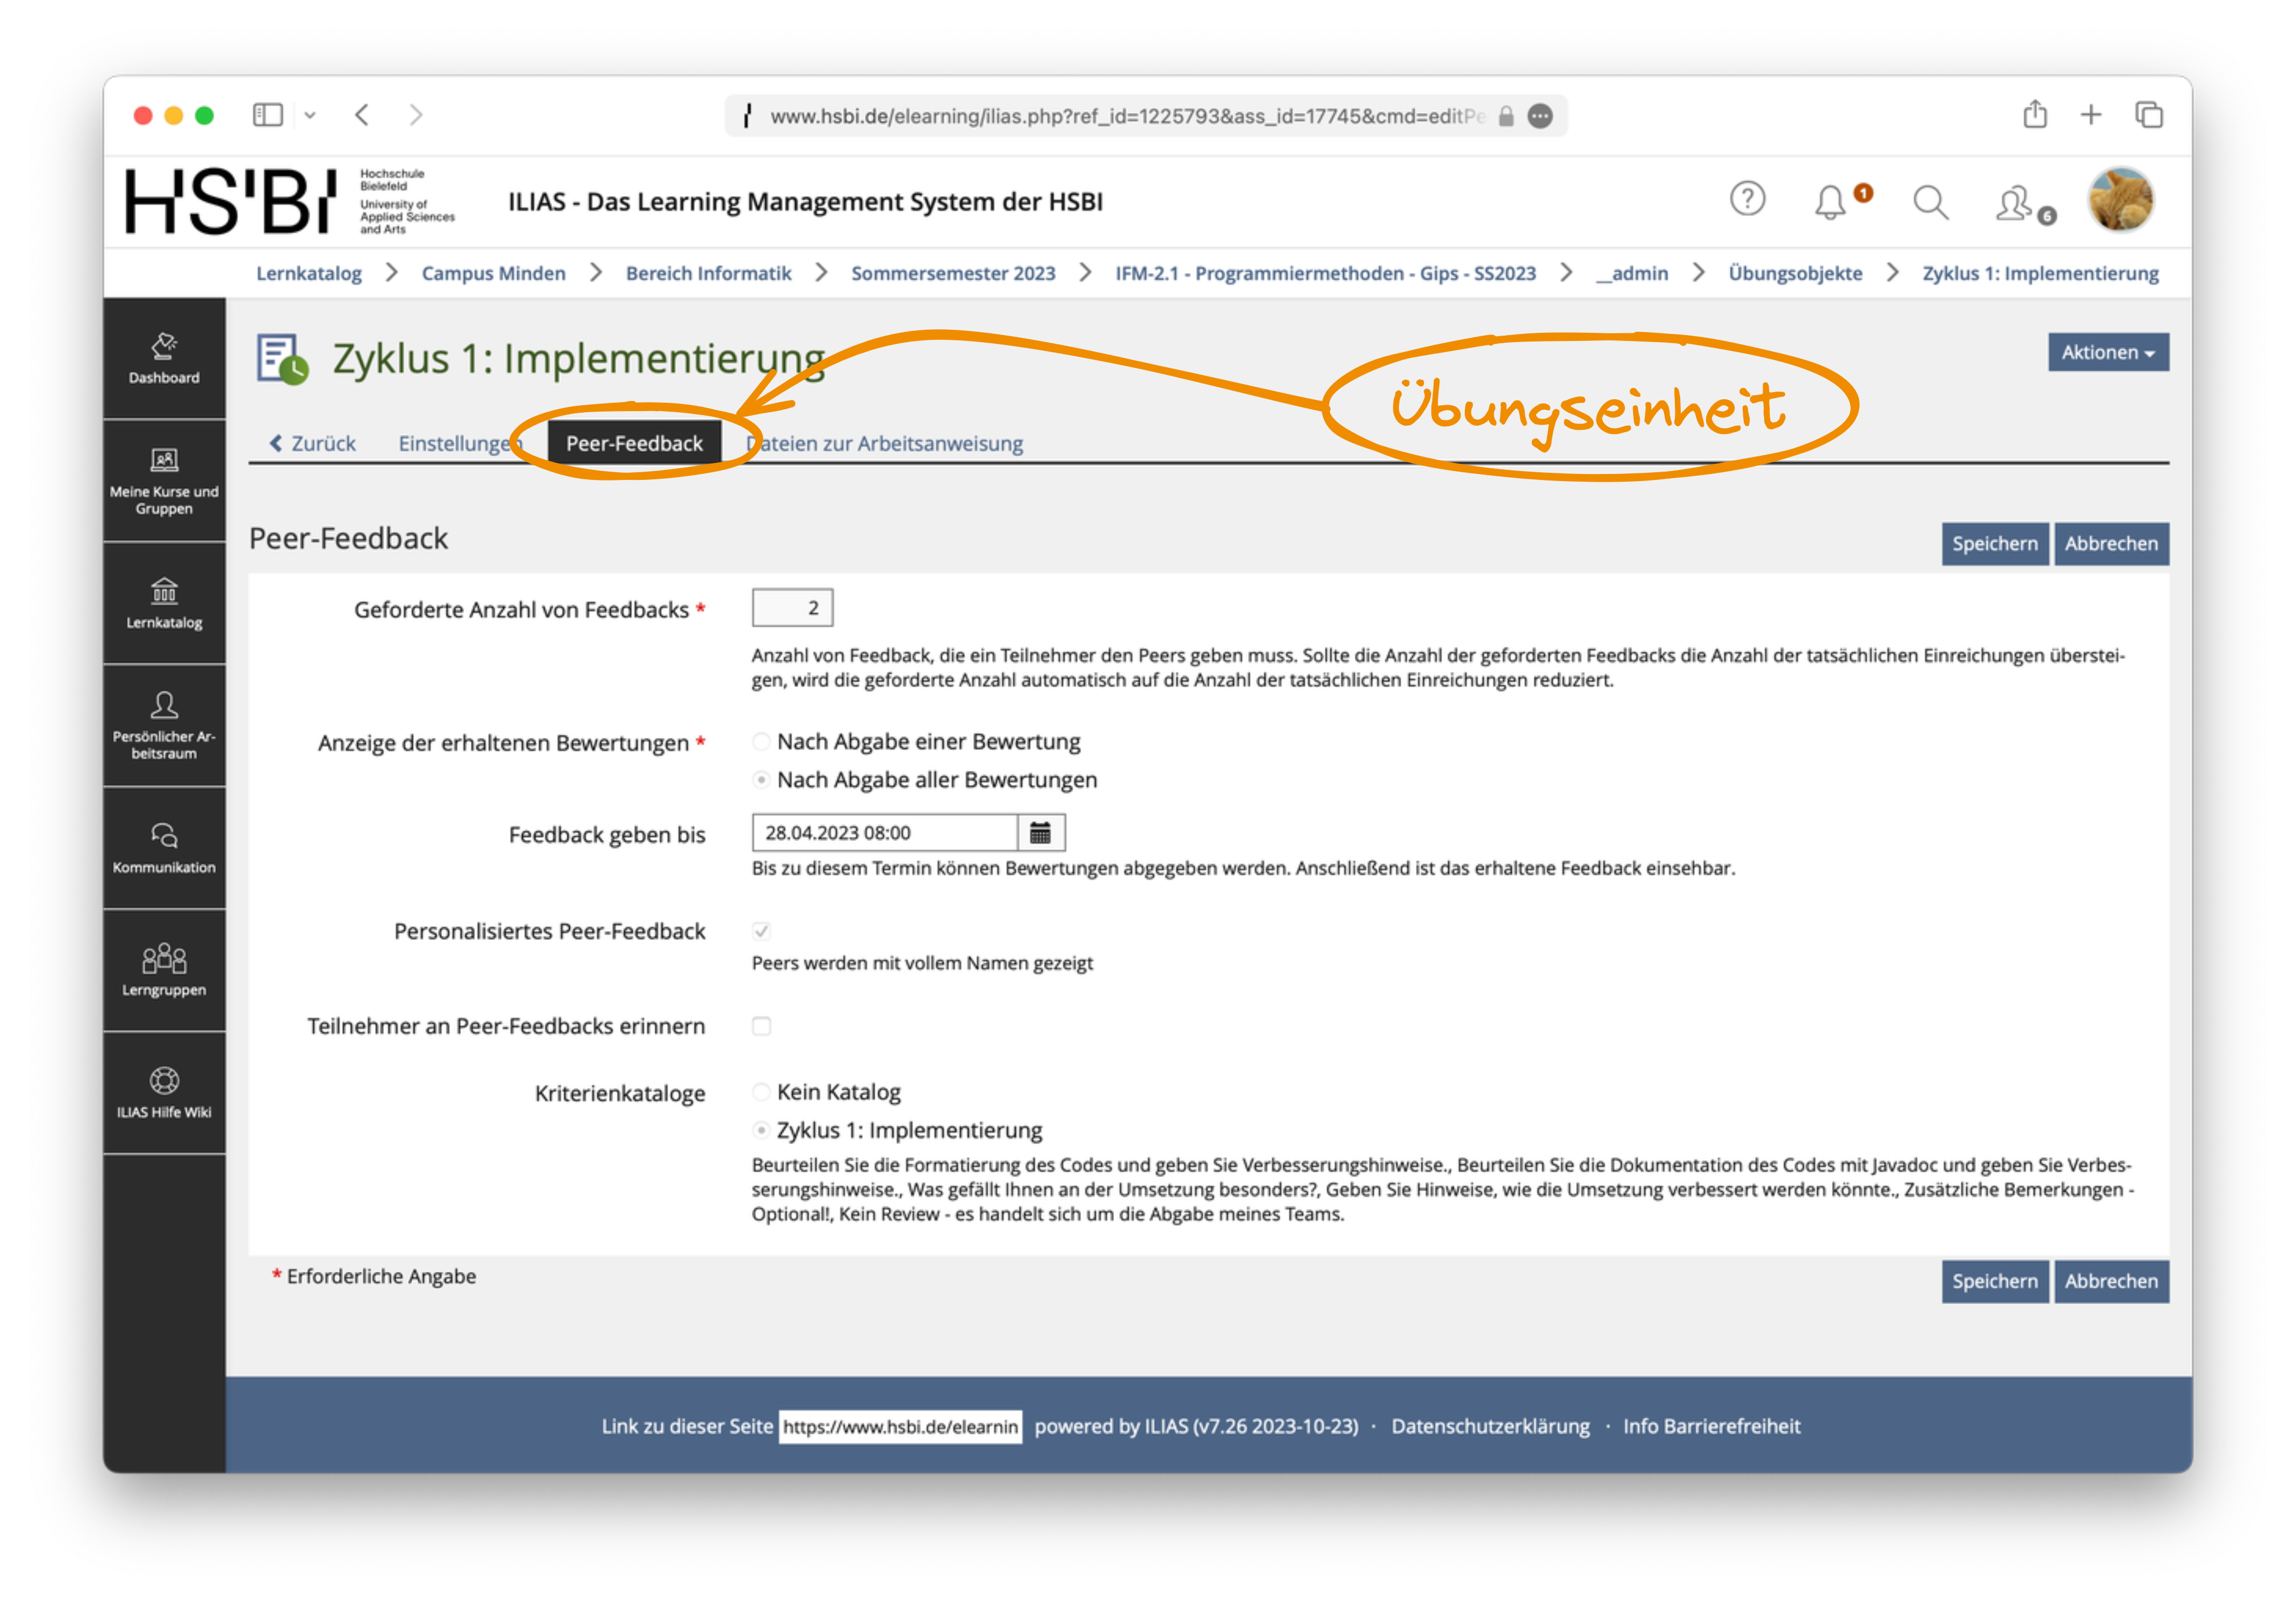 www.hsbi.de/elearning/ilias.php?ref_id=1225793&ass_id=17745&cmd=editPe
HS'BI
Hochschule
Bielefeld
University of
Applied Sciences
and Arts
ILIAS - Das Learning Management System der HSBI
1
6
Lernkatalog > Campus Minden > Bereich Informatik > Sommersemester 2023 > IFM-2.1 - Programmiermethoden - Gips - SS2023 > __admin > Übungsobjekte > Zyklus 1: Implementierung
Dashboard
Meine Kurse und
Gruppen
Lernkatalog
Persönlicher Ar-
beitsraum
Kommunikation
Lerngruppen
ILIAS Hilfe Wiki
Zyklus 1: Implementierung
Aktionen
Übungseinheit
Zurück Einstellungen Peer-Feedback Dateien zur Arbeitsanweisung
Peer-Feedback
Speichern Abbrechen
Geforderte Anzahl von Feedbacks * 2
Anzahl von Feedback, die ein Teilnehmer den Peers geben muss. Sollte die Anzahl der geforderten Feedbacks die Anzahl der tatsächlichen Einreichungen überstei-
gen, wird die geforderte Anzahl automatisch auf die Anzahl der tatsächlichen Einreichungen reduziert.
Anzeige der erhaltenen Bewertungen * Nach Abgabe einer Bewertung
Nach Abgabe aller Bewertungen
Feedback geben bis 28.04.2023 08:00
Bis zu diesem Termin können Bewertungen abgegeben werden. Anschließend ist das erhaltene Feedback einsehbar.
Personalisiertes Peer-Feedback
Peers werden mit vollem Namen gezeigt
Teilnehmer an Peer-Feedbacks erinnern
Kriterienkataloge Kein Katalog
Zyklus 1: Implementierung
Beurteilen Sie die Formatierung des Codes und geben Sie Verbesserungshinweise., Beurteilen Sie die Dokumentation des Codes mit Javadoc und geben Sie Verbes-
serungshinweise., Was gefällt Ihnen an der Umsetzung besonders?, Geben Sie Hinweise, wie die Umsetzung verbessert werden könnte., Zusätzliche Bemerkungen -
Optional!, Kein Review - es handelt sich um die Abgabe meines Teams.
* Erforderliche Angabe
Speichern Abbrechen
Link zu dieser Seite https://www.hsbi.de/elearnin powered by ILIAS (v7.26 2023-10-23) · Datenschutzerklärung · Info Barrierefreiheit